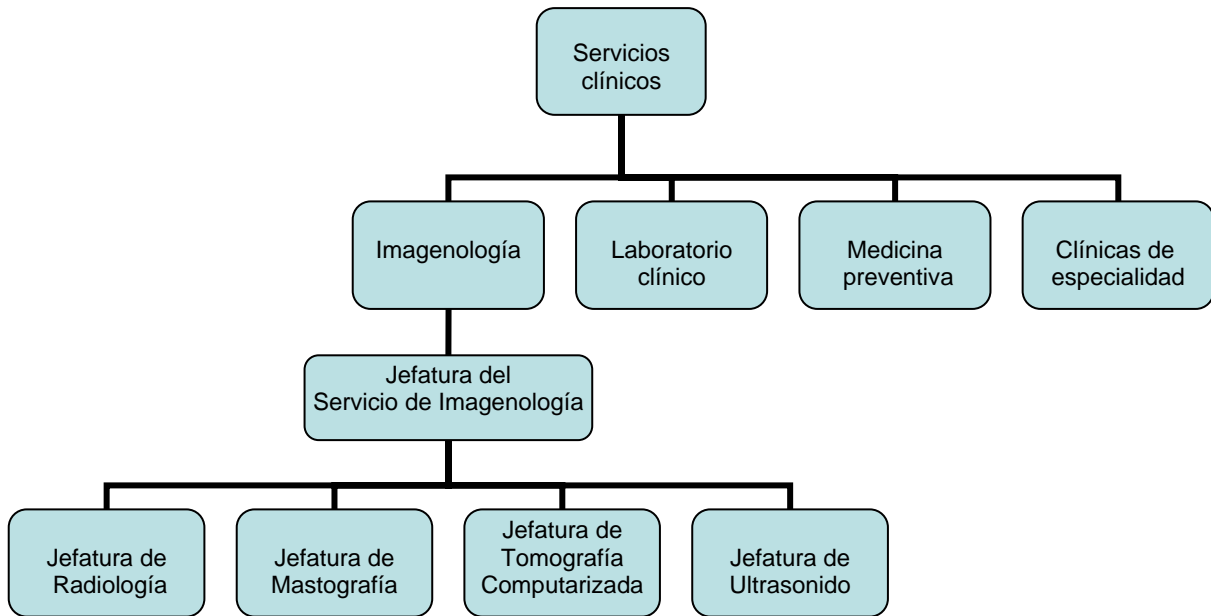 Servicios
clínicos
Imagenología
Laboratorio
clínico
Medicina
preventiva
Clínicas de
especialidad
Jefatura del
Servicio de Imagenología
Jefatura de
Radiología
Jefatura de
Mastografía
Jefatura de
Tomografía
Computarizada
Jefatura de
Ultrasonido